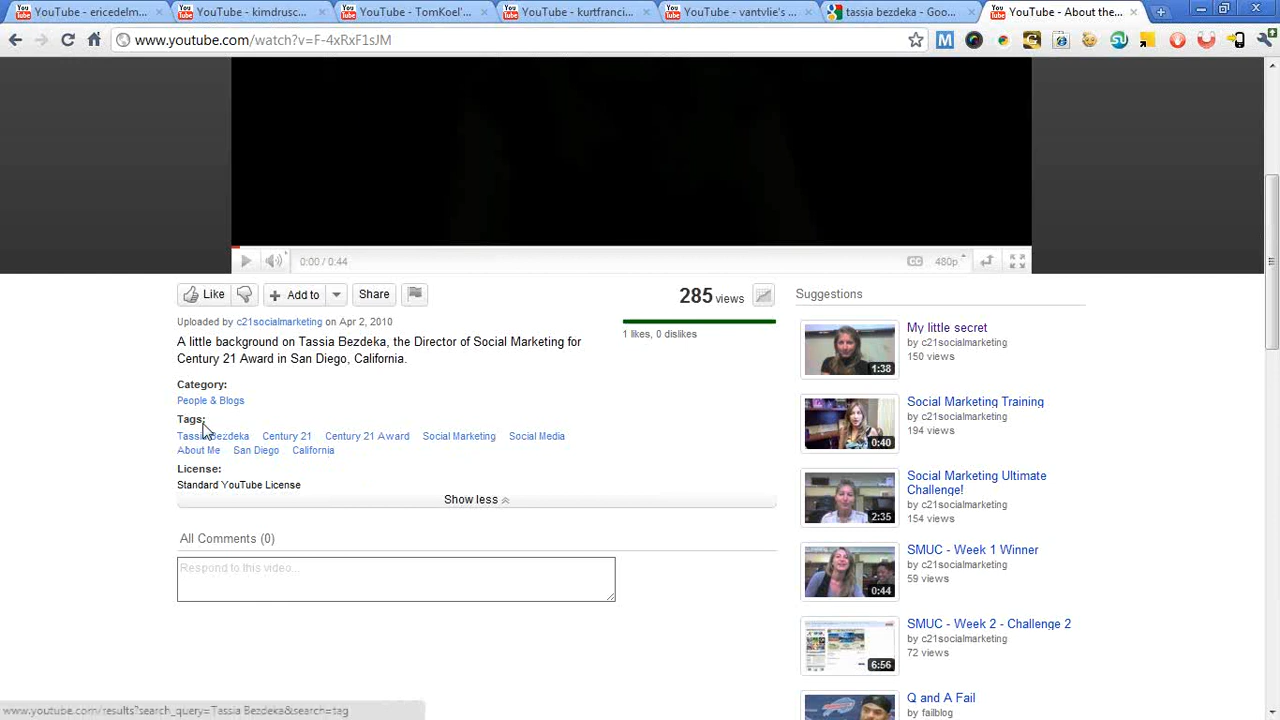 YouTube - ericedelm...
YouTube - kimdrusc...
YouTube - TomKoel'...
YouTube - kurtfranci...
YouTube - vantvlie's ...
tassia bezdeka - Goo...
YouTube - About the...
www.youtube.com/watch?v=F-4xRxF1sJM
0:00 / 0:44
CC
480p
Like
Add to
Share
285 views
Uploaded by c21socialmarketing on Apr 2, 2010
1 likes, 0 dislikes
A little background on Tassia Bezdeka, the Director of Social Marketing for
Century 21 Award in San Diego, California.
Category:
People & Blogs
Tags:
Tassia Bezdeka Century 21 Century 21 Award Social Marketing Social Media
About Me San Diego California
License:
Standard YouTube License
Show less
All Comments (0)
Respond to this video...
Suggestions
My little secret
by c21socialmarketing
150 views
1:38
Social Marketing Training
by c21socialmarketing
194 views
0:40
Social Marketing Ultimate
Challenge!
by c21socialmarketing
154 views
2:35
SMUC - Week 1 Winner
by c21socialmarketing
59 views
0:44
SMUC - Week 2 - Challenge 2
by c21socialmarketing
72 views
6:56
Q and A Fail
by failblog